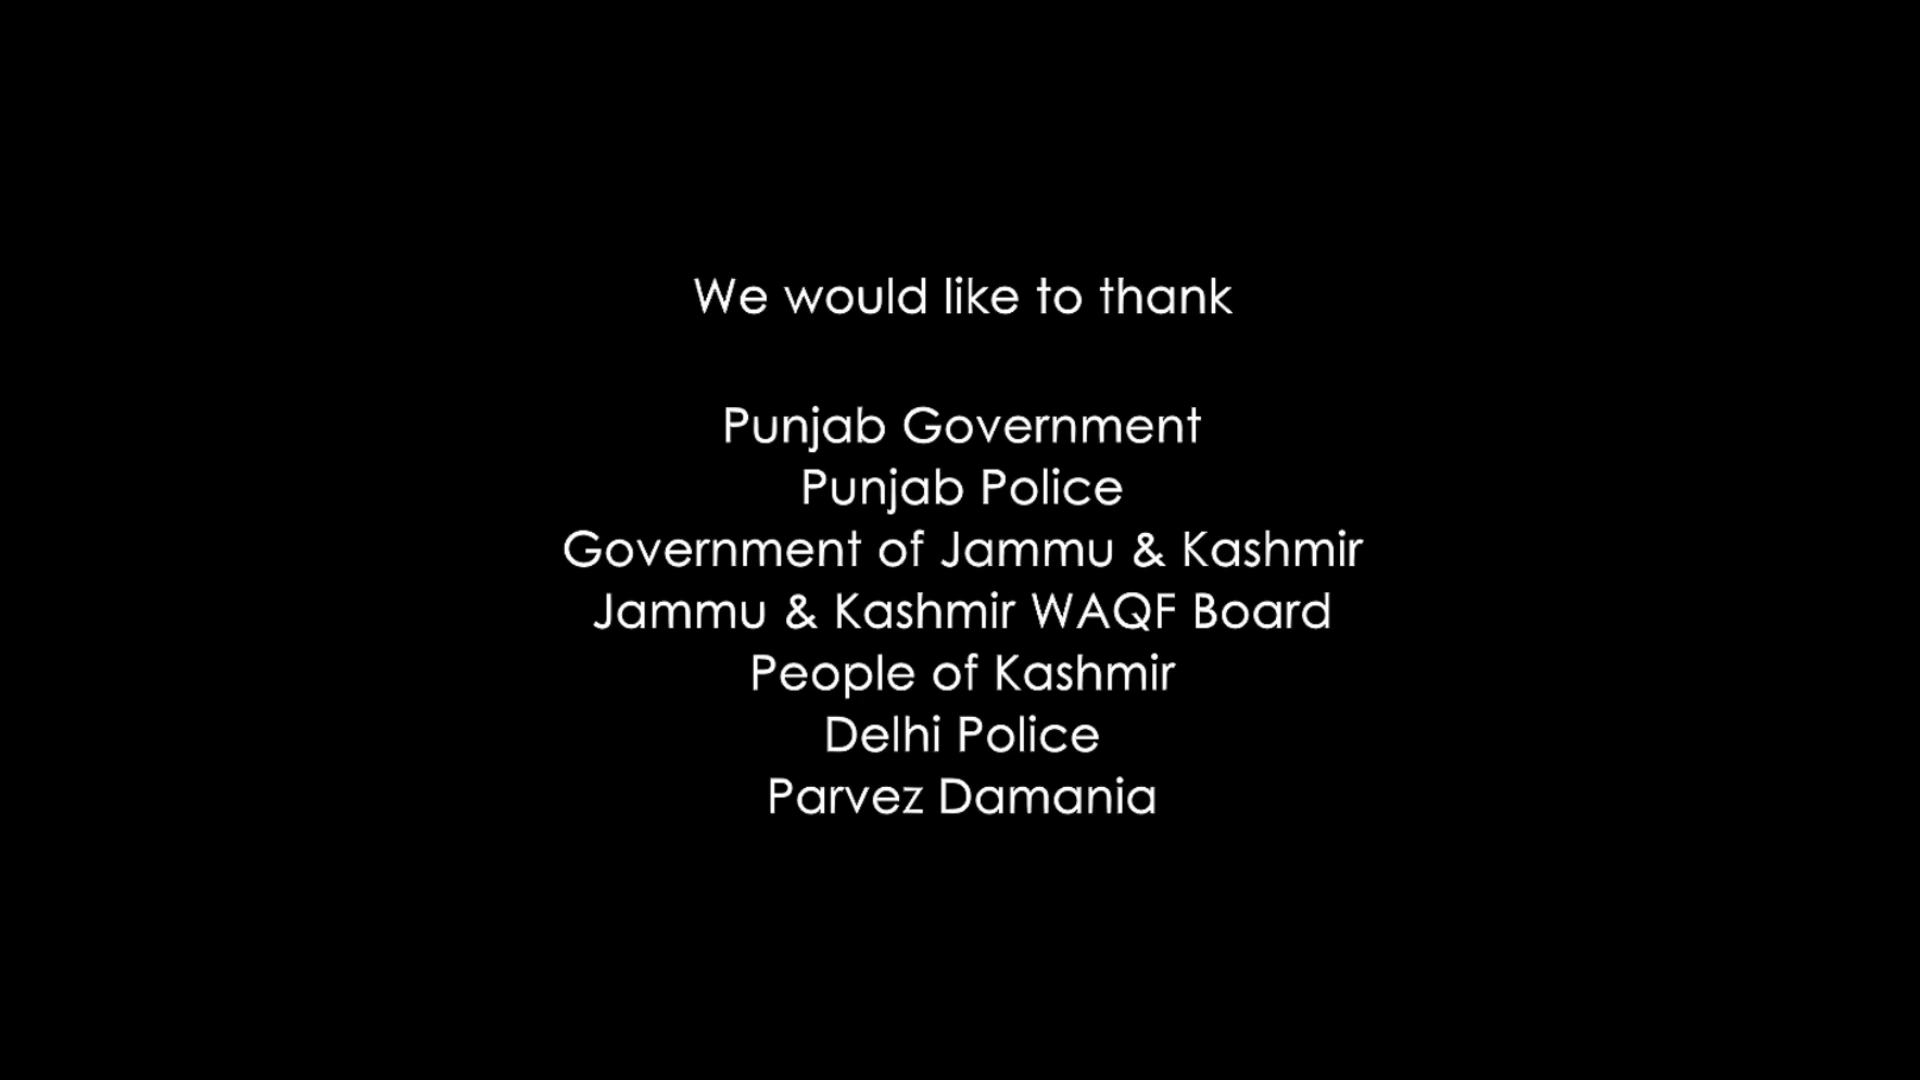 We would like to thank
Punjab Government
Punjab Police
Government of Jammu & Kashmir
Jammu & Kashmir WAQF Board
People of Kashmir
Delhi Police
Parvez Damania